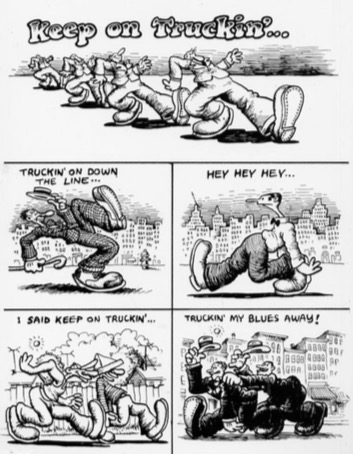 Keep on Truckin'...
TRUCKIN' ON DOWN
THE LINE...
HEY HEY HEY...
I SAID KEEP ON TRUCKIN'...
TRUCKIN' MY BLUES AWAY!